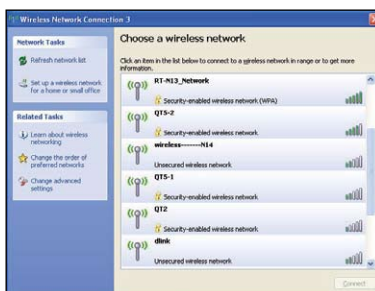 Wireless Network Connection 3
Network Tasks
Refresh network list
Set up a wireless network
for a home or small office
Related Tasks
Learn about wireless
networking
Change the order of
preferred networks
Change advanced
settings
Choose a wireless network
Click an item in the list below to connect to a wireless network in range or to get more
information.
RT-N13_Network
Security-enabled wireless network (WPA)
QTS-2
Security-enabled wireless network
wireless-------N14
Unsecured wireless network
QTS-1
Security-enabled wireless network
QT2
Security-enabled wireless network
dlink
Unsecured wireless network
Connect